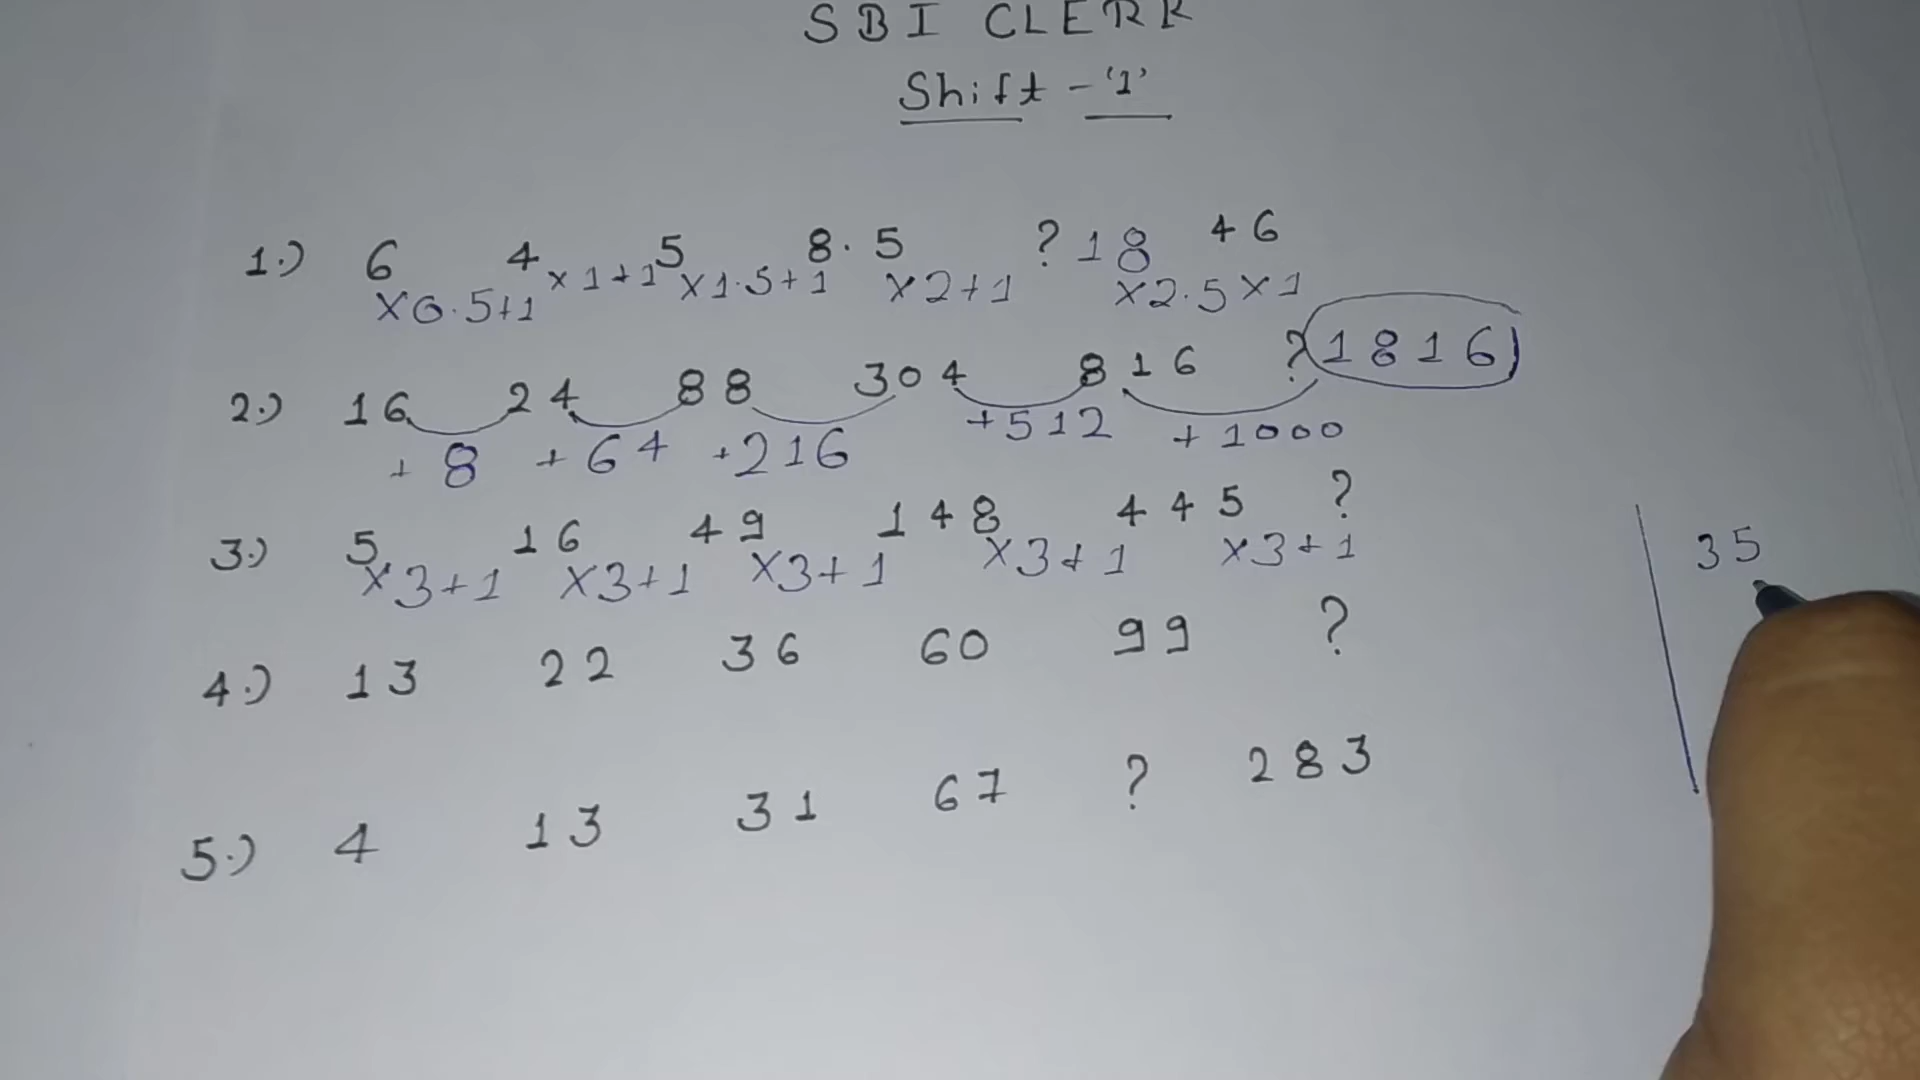 SBI CLERK
Shift - '1'
1.) 6 4 5 8.5 ? 18 46
×0.5+1 ×1+1 ×1.5+1 ×2+1 ×2.5×1
2.) 16 24 88 304 816 ? 1816
+8 +64 +216 +512 +1000
3.) 5 16 49 148 445 ?
×3+1 ×3+1 ×3+1 ×3+1 ×3+1
35
4.) 13 22 36 60 99 ?
5.) 4 13 31 67 ? 283